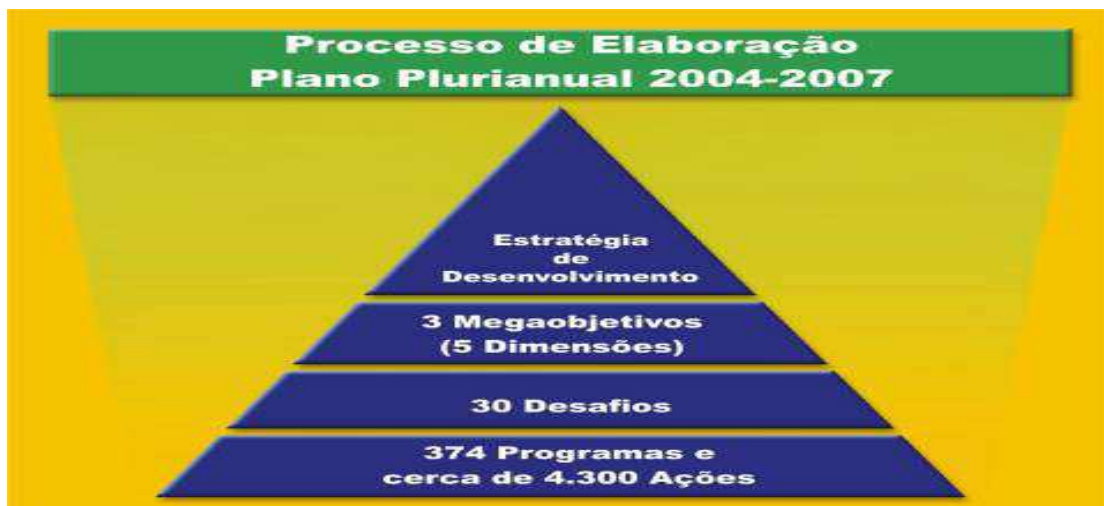 Processo de Elaboração
Plano Plurianual 2004-2007
Estratégia
de
Desenvolvimento
3 Megaobjetivos
(5 Dimensões)
30 Desafios
374 Programas e
cerca de 4.300 Ações